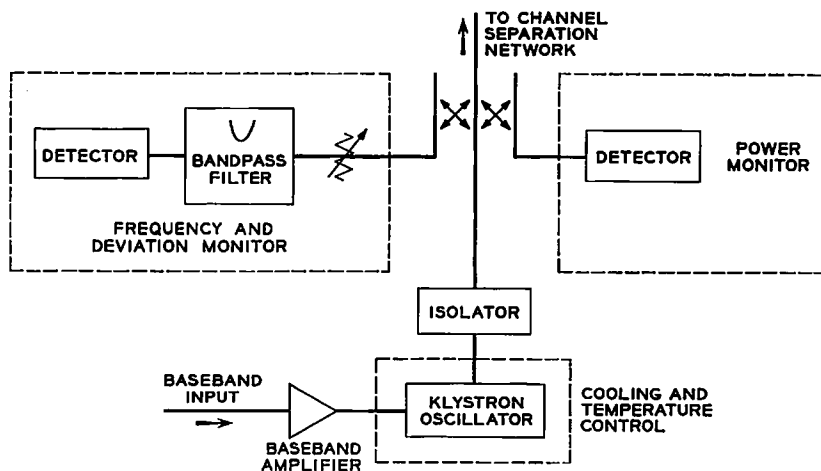 TO CHANNEL
SEPARATION
NETWORK
DETECTOR
BANDPASS
FILTER
FREQUENCY AND
DEVIATION MONITOR
DETECTOR
POWER
MONITOR
ISOLATOR
BASEBAND
INPUT
BASEBAND
AMPLIFIER
KLYSTRON
OSCILLATOR
COOLING AND
TEMPERATURE
CONTROL